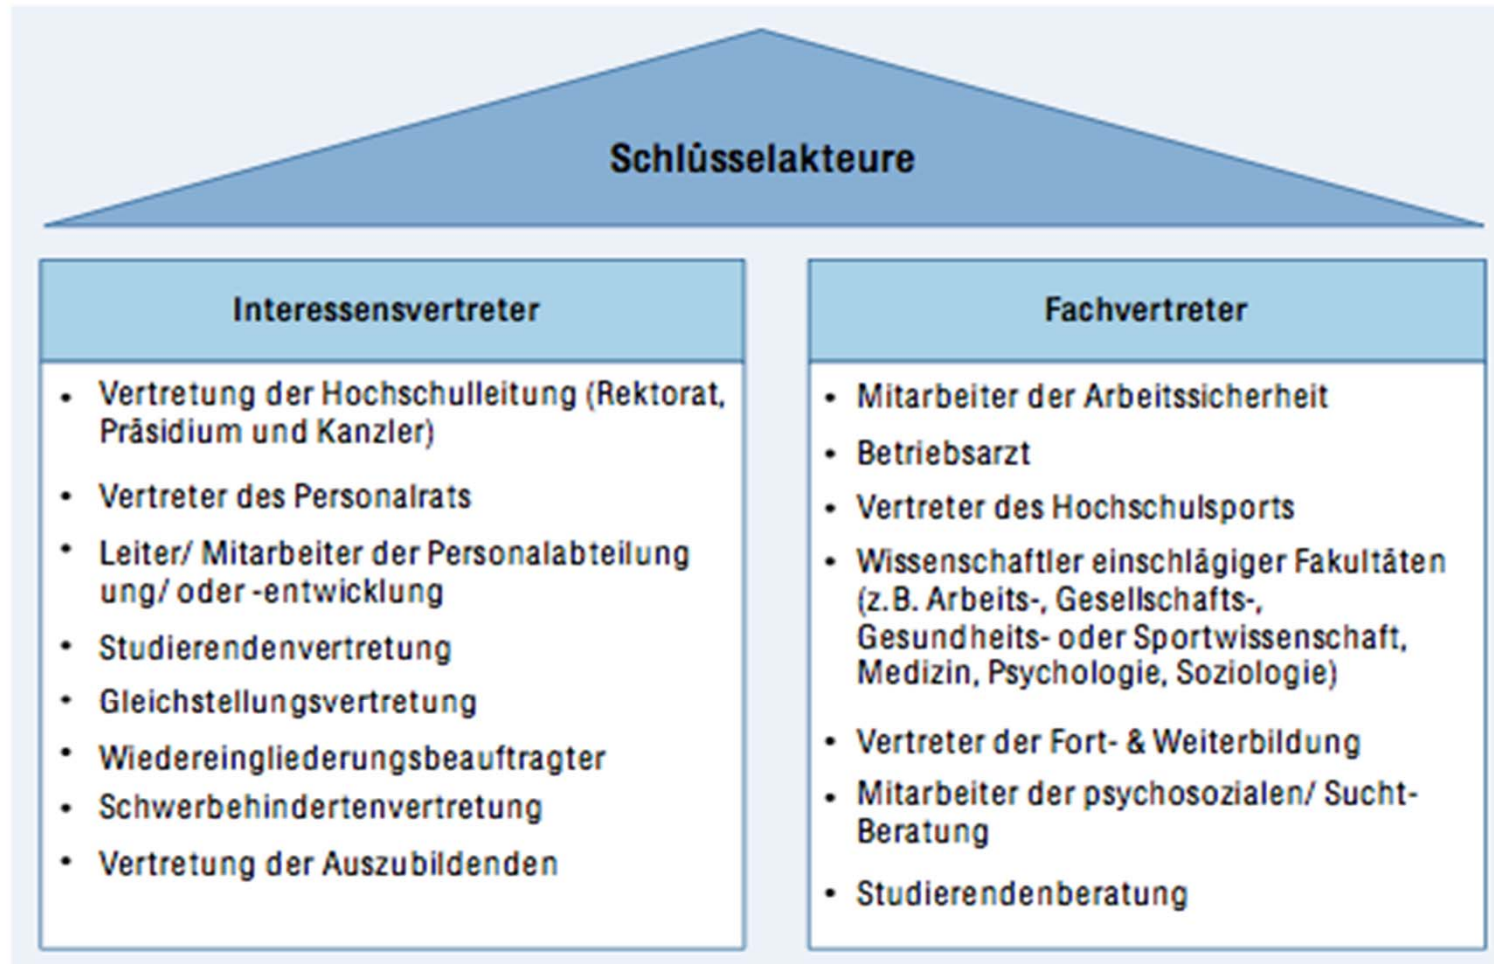 Schlüsselakteure
Interessensvertreter
• Vertretung der Hochschulleitung (Rektorat,
Präsidium und Kanzler)
• Vertreter des Personalrats
• Leiter/ Mitarbeiter der Personalabteilung
ung/ oder -entwicklung
• Studierendenvertretung
• Gleichstellungsvertretung
• Wiedereingliederungsbeauftragter
• Schwerbehindertenvertretung
• Vertretung der Auszubildenden
Fachvertreter
• Mitarbeiter der Arbeitssicherheit
• Betriebsarzt
• Vertreter des Hochschulsports
• Wissenschaftler einschlägiger Fakultäten
(z.B. Arbeits-, Gesellschafts-,
Gesundheits- oder Sportwissenschaft,
Medizin, Psychologie, Soziologie)
• Vertreter der Fort- & Weiterbildung
• Mitarbeiter der psychosozialen/ Sucht-
Beratung
• Studierendenberatung